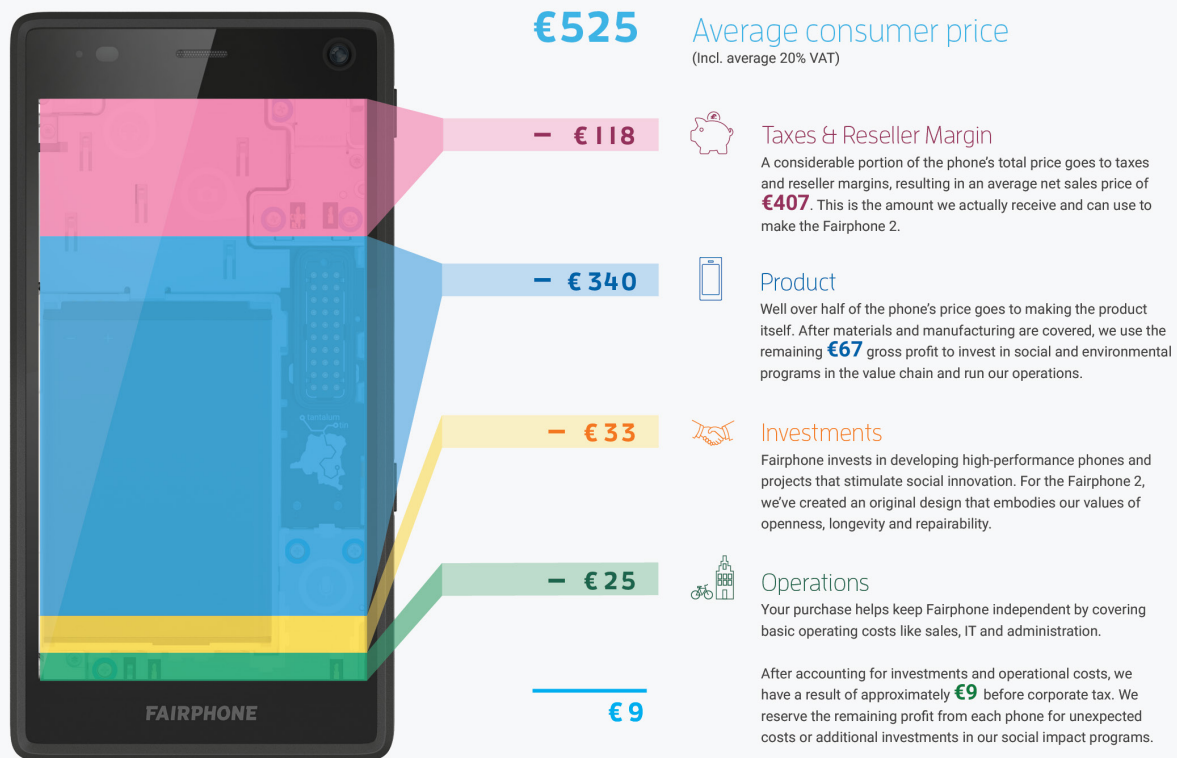 €525
Average consumer price
(Incl. average 20% VAT)
– €118
Taxes & Reseller Margin
A considerable portion of the phone's total price goes to taxes
and reseller margins, resulting in an average net sales price of
€407. This is the amount we actually receive and can use to
make the Fairphone 2.
– €340
Product
Well over half of the phone's price goes to making the product
itself. After materials and manufacturing are covered, we use the
remaining €67 gross profit to invest in social and environmental
programs in the value chain and run our operations.
tantalum
tin
– €33
Investments
Fairphone invests in developing high-performance phones and
projects that stimulate social innovation. For the Fairphone 2,
we've created an original design that embodies our values of
openness, longevity and repairability.
– €25
Operations
Your purchase helps keep Fairphone independent by covering
basic operating costs like sales, IT and administration.
After accounting for investments and operational costs, we
have a result of approximately €9 before corporate tax. We
reserve the remaining profit from each phone for unexpected
costs or additional investments in our social impact programs.
€9
FAIRPHONE